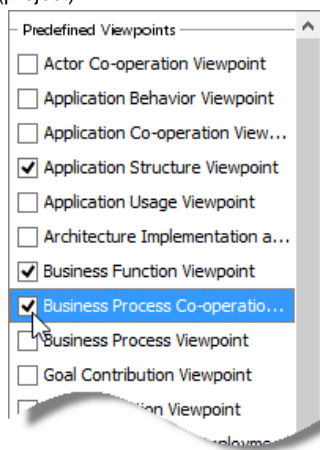 Predefined Viewpoints
Actor Co-operation Viewpoint
Application Behavior Viewpoint
Application Co-operation View...
Application Structure Viewpoint
Application Usage Viewpoint
Architecture Implementation a...
Business Function Viewpoint
Business Process Co-operatio...
Business Process Viewpoint
Goal Contribution Viewpoint
Viewpoint